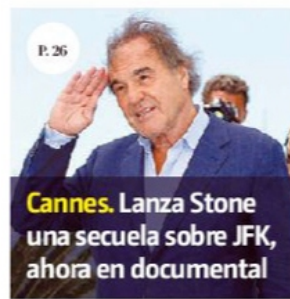 P. 26
Cannes. Lanza Stone
una secuela sobre JFK,
ahora en documental